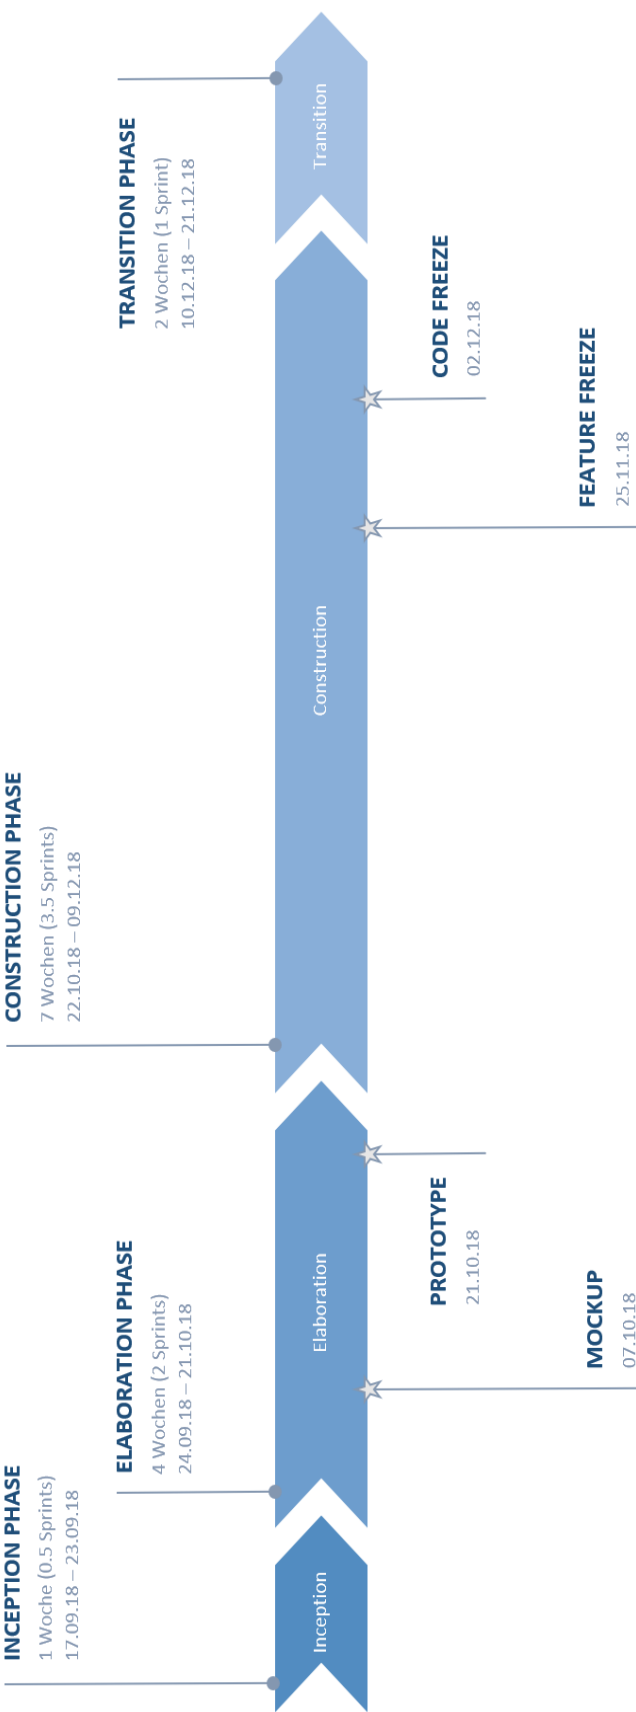 INCEPTION PHASE
1 Woche (0.5 Sprints)
17.09.18 – 23.09.18
ELABORATION PHASE
4 Wochen (2 Sprints)
24.09.18 – 21.10.18
CONSTRUCTION PHASE
7 Wochen (3.5 Sprints)
22.10.18 – 09.12.18
TRANSITION PHASE
2 Wochen (1 Sprint)
10.12.18 – 21.12.18
Inception
Elaboration
Construction
Transition
MOCKUP
07.10.18
PROTOTYPE
21.10.18
FEATURE FREEZE
25.11.18
CODE FREEZE
02.12.18